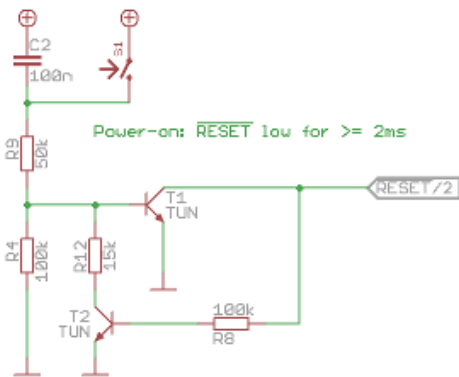 C2
100n
S1
Power-on: RESET low for >= 2ms
R9
50k
RESET/2
T1
TUN
R4
100k
R12
15k
T2
TUN
100k
R8